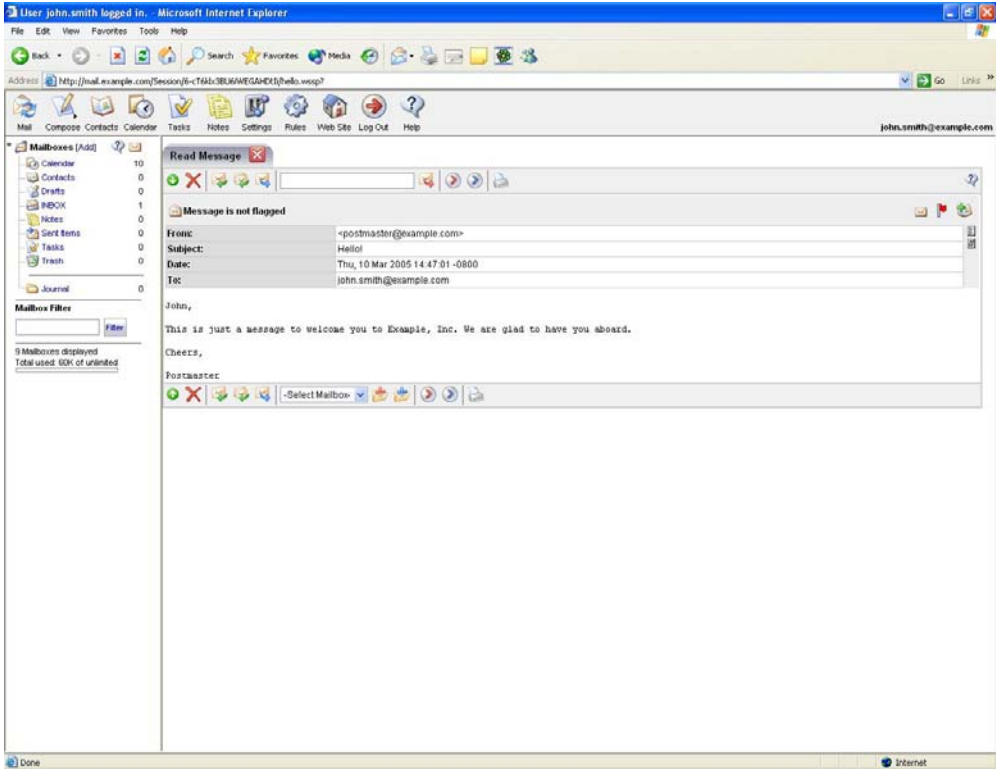 User john.smith logged in. - Microsoft Internet Explorer
File Edit View Favorites Tools Help
Back Search Favorites Media
Address http://mail.example.com/Session/ Go Links »
Mail Compose Contacts Calendar Tasks Notes Settings Rules Web Site Log Out Help
john.smith@example.com
Mailboxes [Add]
Calendar 10
Contacts 0
Drafts 0
INBOX 1
Notes 0
Sent Items 0
Tasks 0
Trash 0
Journal 0
Mailbox Filter
Filter
9 Mailboxes displayed
Total used: 60K of unlimited
Read Message
Message is not flagged
From: <postmaster@example.com>
Subject: Hello!
Date: Thu, 10 Mar 2005 14:47:01 -0800
To: john.smith@example.com
John,
This is just a message to welcome you to Example, Inc. We are glad to have you aboard.
Cheers,
Postmaster
-Select Mailbox-
Done
Internet